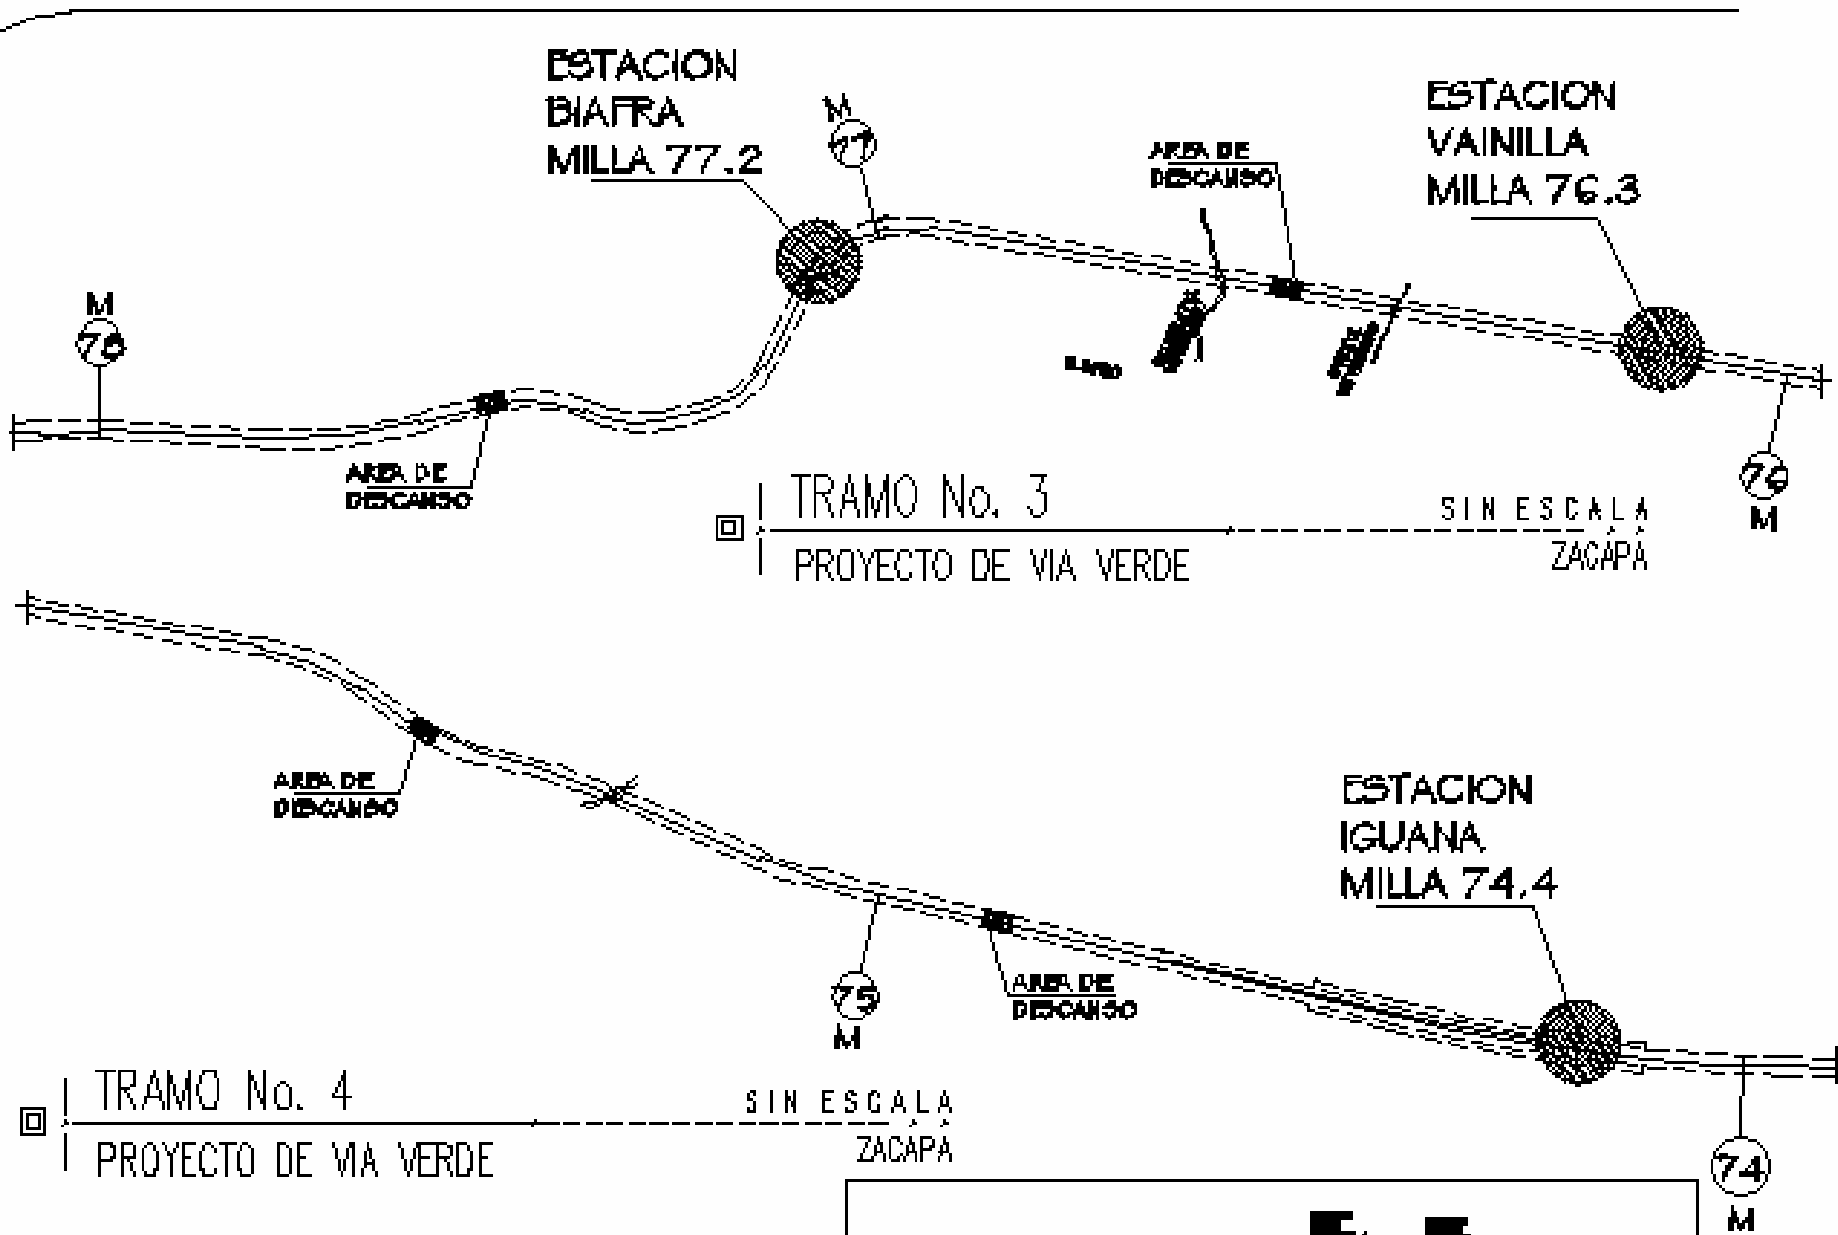 ESTACION
BIAFRA
MILLA 77.2
M
77
AREA DE
DESCANSO
ESTACION
VAINILLA
MILLA 76.3
M
AREA DE
DESCANSO
76
M
TRAMO No. 3
SIN ESCALA
PROYECTO DE VIA VERDE
ZACAPA
AREA DE
DESCANSO
ESTACION
IGUANA
MILLA 74.4
75
M
AREA DE
DESCANSO
TRAMO No. 4
SIN ESCALA
PROYECTO DE VIA VERDE
ZACAPA
74
M